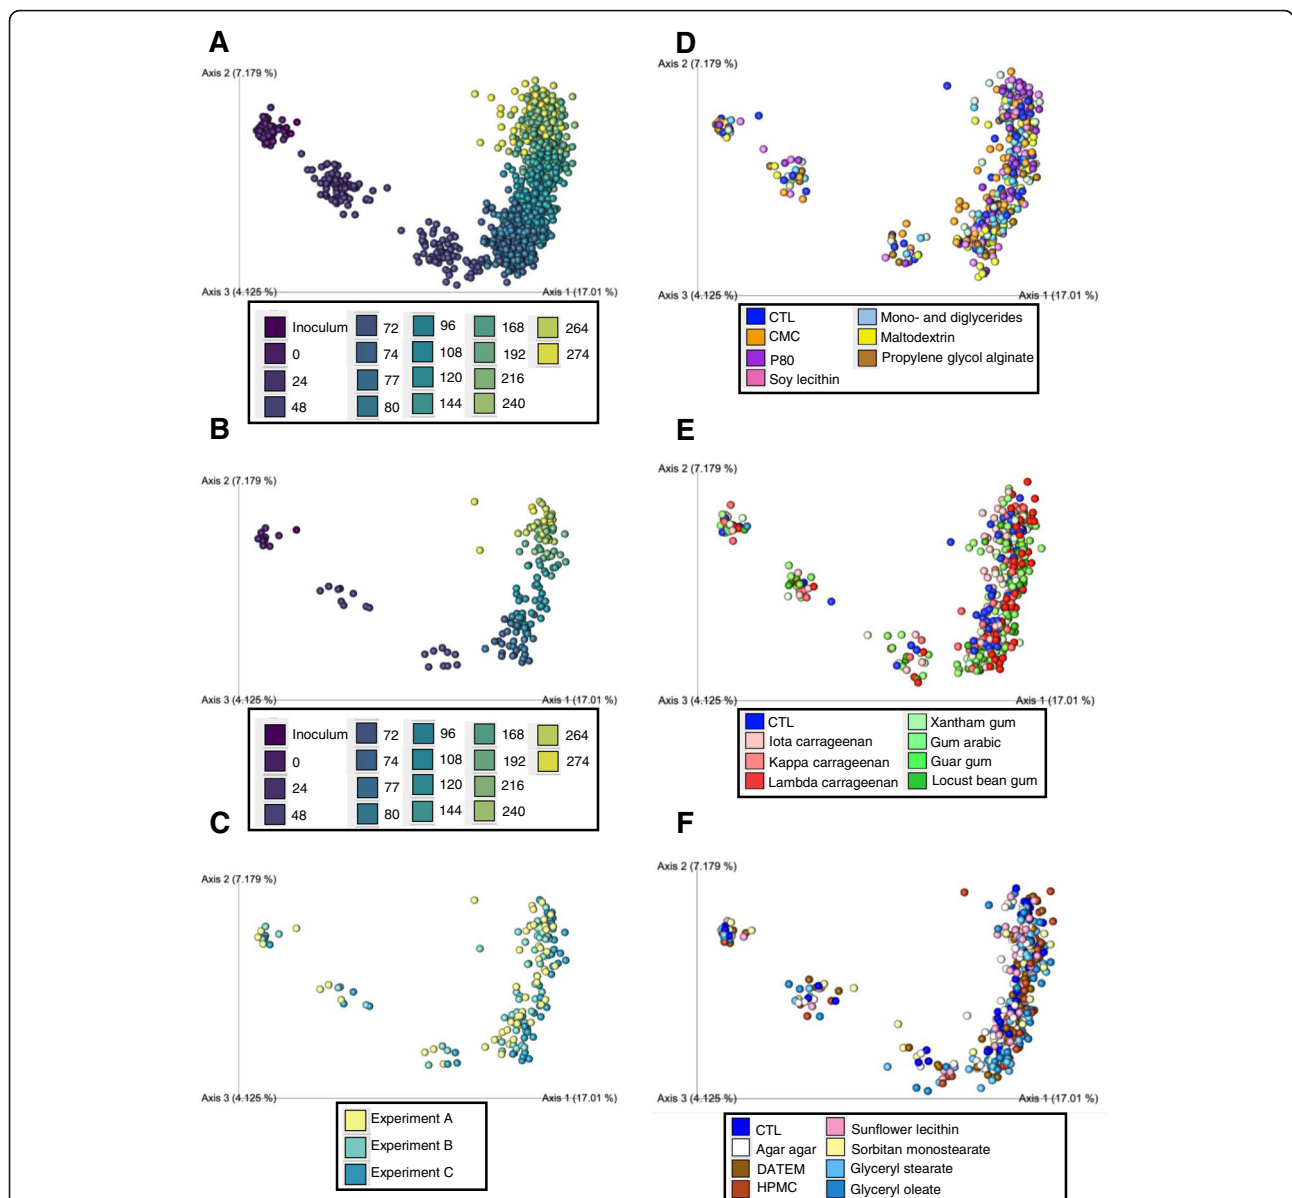 A
Axis 2 (7.179 %)
Axis 3 (4.125 %)
Axis 1 (17.01 %)
Inoculum
0
24
48
72
74
77
80
96
108
120
144
168
192
216
240
264
274
B
Axis 2 (7.179 %)
Axis 3 (4.125 %)
Axis 1 (17.01 %)
Inoculum
0
24
48
72
74
77
80
96
108
120
144
168
192
216
240
264
274
C
Axis 2 (7.179 %)
Axis 3 (4.125 %)
Axis 1 (17.01 %)
Experiment A
Experiment B
Experiment C
D
Axis 2 (7.179 %)
Axis 3 (4.125 %)
Axis 1 (17.01 %)
CTL
CMC
P80
Soy lecithin
Mono- and diglycerides
Maltodextrin
Propylene glycol alginate
E
Axis 2 (7.179 %)
Axis 3 (4.125 %)
Axis 1 (17.01 %)
CTL
Iota carrageenan
Kappa carrageenan
Lambda carrageenan
Xantham gum
Gum arabic
Guar gum
Locust bean gum
F
Axis 2 (7.179 %)
Axis 3 (4.125 %)
Axis 1 (17.01 %)
CTL
Agar agar
DATEM
HPMC
Sunflower lecithin
Sorbitan monostearate
Glyceryl stearate
Glyceryl oleate